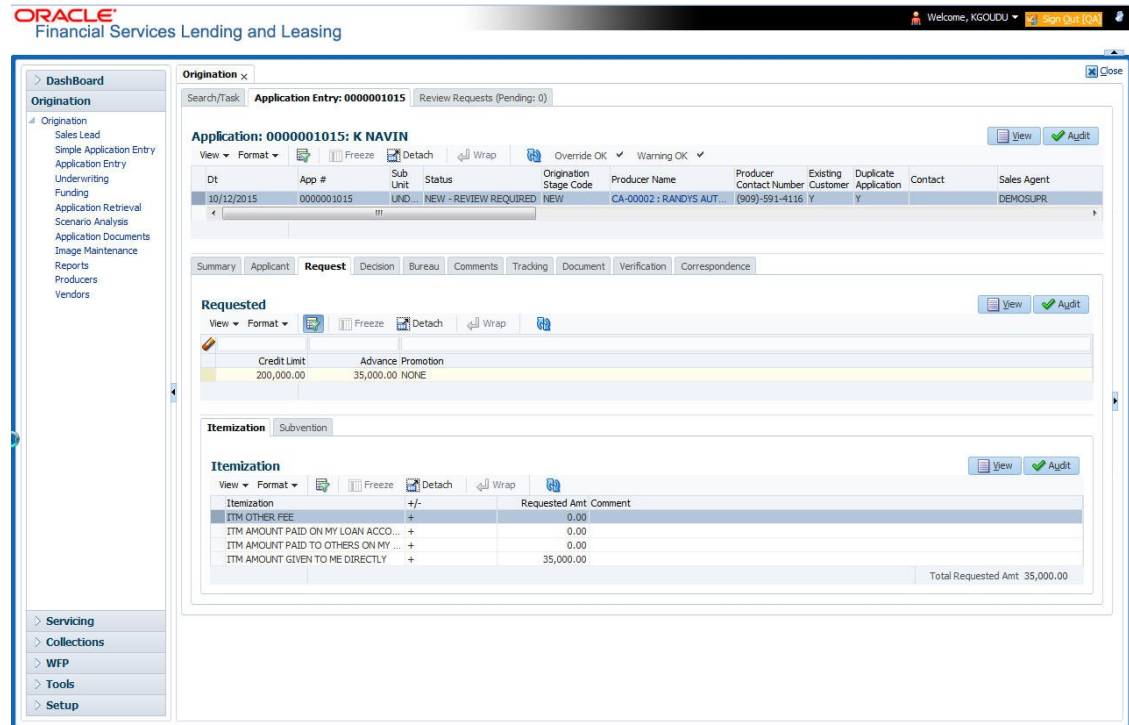 ORACLE
Financial Services Lending and Leasing
Welcome, KGOUDU
Sign Out [QA]
DashBoard
Origination
Origination
Sales Lead
Simple Application Entry
Application Entry
Underwriting
Funding
Application Retrieval
Scenario Analysis
Application Documents
Image Maintenance
Reports
Producers
Vendors
Servicing
Collections
WFP
Tools
Setup
Origination x
Close
Search/Task Application Entry: 0000001015 Review Requests (Pending: 0)
Application: 0000001015: K NAVIN
View Audit
View Format Freeze Detach Wrap Override OK Warning OK
Dt App # Sub Unit Status Origination Stage Code Producer Name Producer Contact Number Existing Customer Duplicate Application Contact Sales Agent
10/12/2015 0000001015 UND... NEW - REVIEW REQUIRED NEW CA-00002 : RANDYS AUT... (909)-591-4116 Y Y DEMOSUPR
Summary Applicant Request Decision Bureau Comments Tracking Document Verification Correspondence
Requested
View Audit
View Format Freeze Detach Wrap
Credit Limit Advance Promotion
200,000.00 35,000.00 NONE
Itemization Subvention
Itemization
View Audit
View Format Freeze Detach Wrap
Itemization +/- Requested Amt Comment
ITM OTHER FEE + 0.00
ITM AMOUNT PAID ON MY LOAN ACCO... + 0.00
ITM AMOUNT PAID TO OTHERS ON MY ... + 0.00
ITM AMOUNT GIVEN TO ME DIRECTLY + 35,000.00
Total Requested Amt 35,000.00